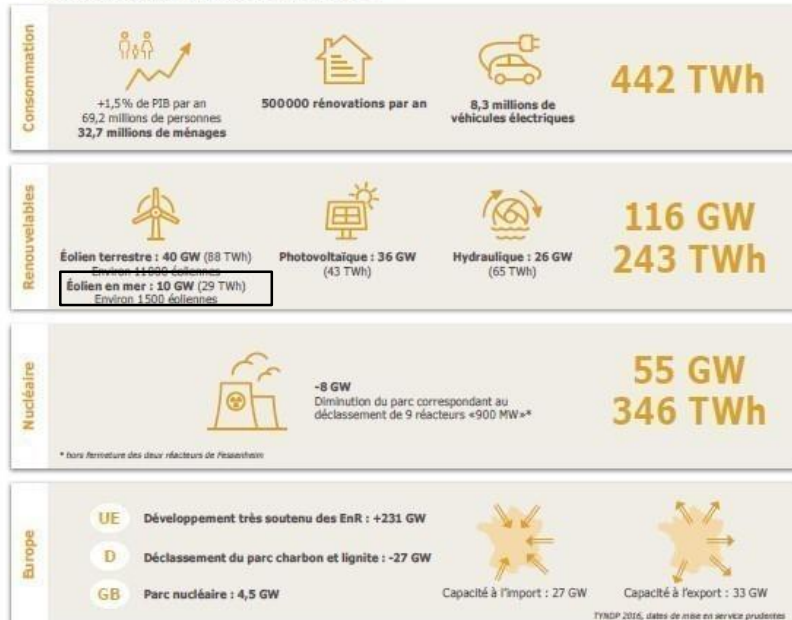 Consommation
+1,5% de PIB par an
69,2 millions de personnes
32,7 millions de ménages
500000 rénovations par an
8,3 millions de
véhicules électriques
442 TWh
Renouvelables
Éolien terrestre : 40 GW (88 TWh)
Environ 11000 éoliennes
Éolien en mer : 10 GW (29 TWh)
Environ 1500 éoliennes
Photovoltaïque : 36 GW
(43 TWh)
Hydraulique : 26 GW
(65 TWh)
116 GW
243 TWh
Nucléaire
-8 GW
Diminution du parc correspondant au
déclassement de 9 réacteurs «900 MW»*
55 GW
346 TWh
* hors fermeture des deux réacteurs de Fessenheim
Europe
UE Développement très soutenu des EnR : +231 GW
D Déclassement du parc charbon et lignite : -27 GW
GB Parc nucléaire : 4,5 GW
Capacité à l'import : 27 GW
Capacité à l'export : 33 GW
TYNDP 2016, dates de mise en service prudentes